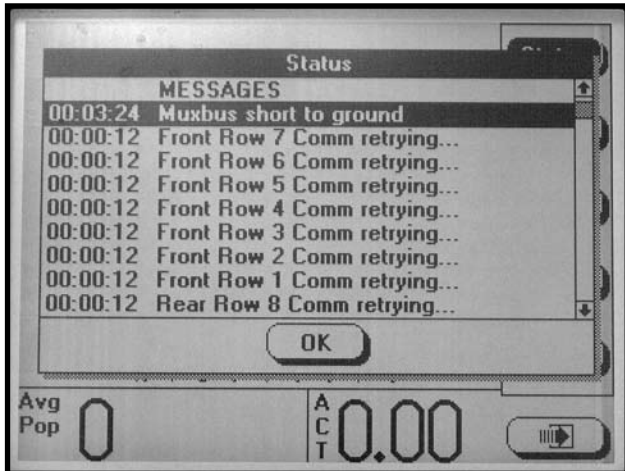 Status
MESSAGES
00:03:24 Muxbus short to ground
00:00:12 Front Row 7 Comm retrying...
00:00:12 Front Row 6 Comm retrying...
00:00:12 Front Row 5 Comm retrying...
00:00:12 Front Row 4 Comm retrying...
00:00:12 Front Row 3 Comm retrying...
00:00:12 Front Row 2 Comm retrying...
00:00:12 Front Row 1 Comm retrying...
00:00:12 Rear Row 8 Comm retrying...
OK
Avg
Pop 0
ACT 0.00